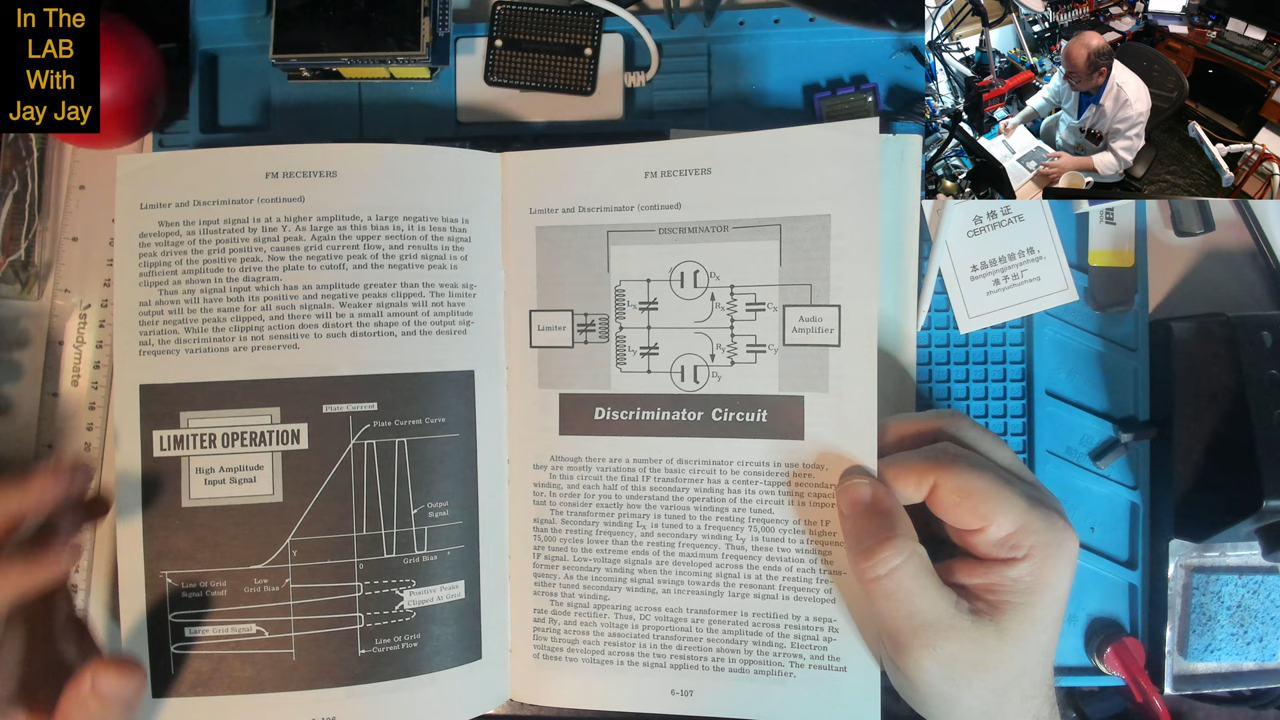 In The
LAB
With
Jay Jay
FM RECEIVERS
Limiter and Discriminator (continued)
When the input signal is at a higher amplitude, a large negative bias is
developed, as illustrated by line Y. As large as this bias is, it is less than
the voltage of the positive signal peak. Again the upper section of the signal
peak drives the grid positive, causes grid current flow, and results in the
clipping of the positive peak. Now the negative peak of the grid signal is of
sufficient amplitude to drive the plate to cutoff, and the negative peak is
clipped as shown in the diagram.
Thus any signal input which has an amplitude greater than the weak sig-
nal shown will have both its positive and negative peaks clipped. The limiter
output will be the same for all such signals. Weaker signals will not have
their negative peaks clipped, and there will be a small amount of amplitude
variation. While the clipping action does distort the shape of the output sig-
nal, the discriminator is not sensitive to such distortion, and the desired
frequency variations are preserved.
LIMITER OPERATION
High Amplitude
Input Signal
Plate Current
Plate Current Curve
Output
Signal
Y
0
Grid Bias
Line Of Grid
Signal Cutoff
Low
Grid Bias
Positive Peaks
Clipped At Grid
Large Grid Signal
Line Of Grid
Current Flow
FM RECEIVERS
Limiter and Discriminator (continued)
DISCRIMINATOR
Dx
Lx
Rx
Cx
Limiter
Audio
Amplifier
Ly
Ry
Cy
Dy
Discriminator Circuit
Although there are a number of discriminator circuits in use today,
they are mostly variations of the basic circuit to be considered here.
In this circuit the final IF transformer has a center-tapped secondary
winding, and each half of this secondary winding has its own tuning capaci
tor. In order for you to understand the operation of the circuit it is impor
tant to consider exactly how the various windings are tuned.
The transformer primary is tuned to the resting frequency of the IF
signal. Secondary winding Lx is tuned to a frequency 75,000 cycles higher
than the resting frequency, and secondary winding Ly is tuned to a frequency
75,000 cycles lower than the resting frequency. Thus, these two windings
are tuned to the extreme ends of the maximum frequency deviation of the
IF signal. Low-voltage signals are developed across the ends of each trans-
former secondary winding when the incoming signal is at the resting fre-
quency. As the incoming signal swings towards the resonant frequency of
either tuned secondary winding, an increasingly large signal is developed
across that winding.
The signal appearing across each transformer is rectified by a sepa-
rate diode rectifier. Thus, DC voltages are generated across resistors Rx
and Ry, and each voltage is proportional to the amplitude of the signal ap-
pearing across the associated transformer secondary winding. Electron
flow through each resistor is in the direction shown by the arrows, and the
voltages developed across the two resistors are in opposition. The resultant
of these two voltages is the signal applied to the audio amplifier.
6-107
studymate
合格证
CERTIFICATE
本品经检验合格，
Benpinjingjianyanhege,
准予出厂
zhunyuchuchang